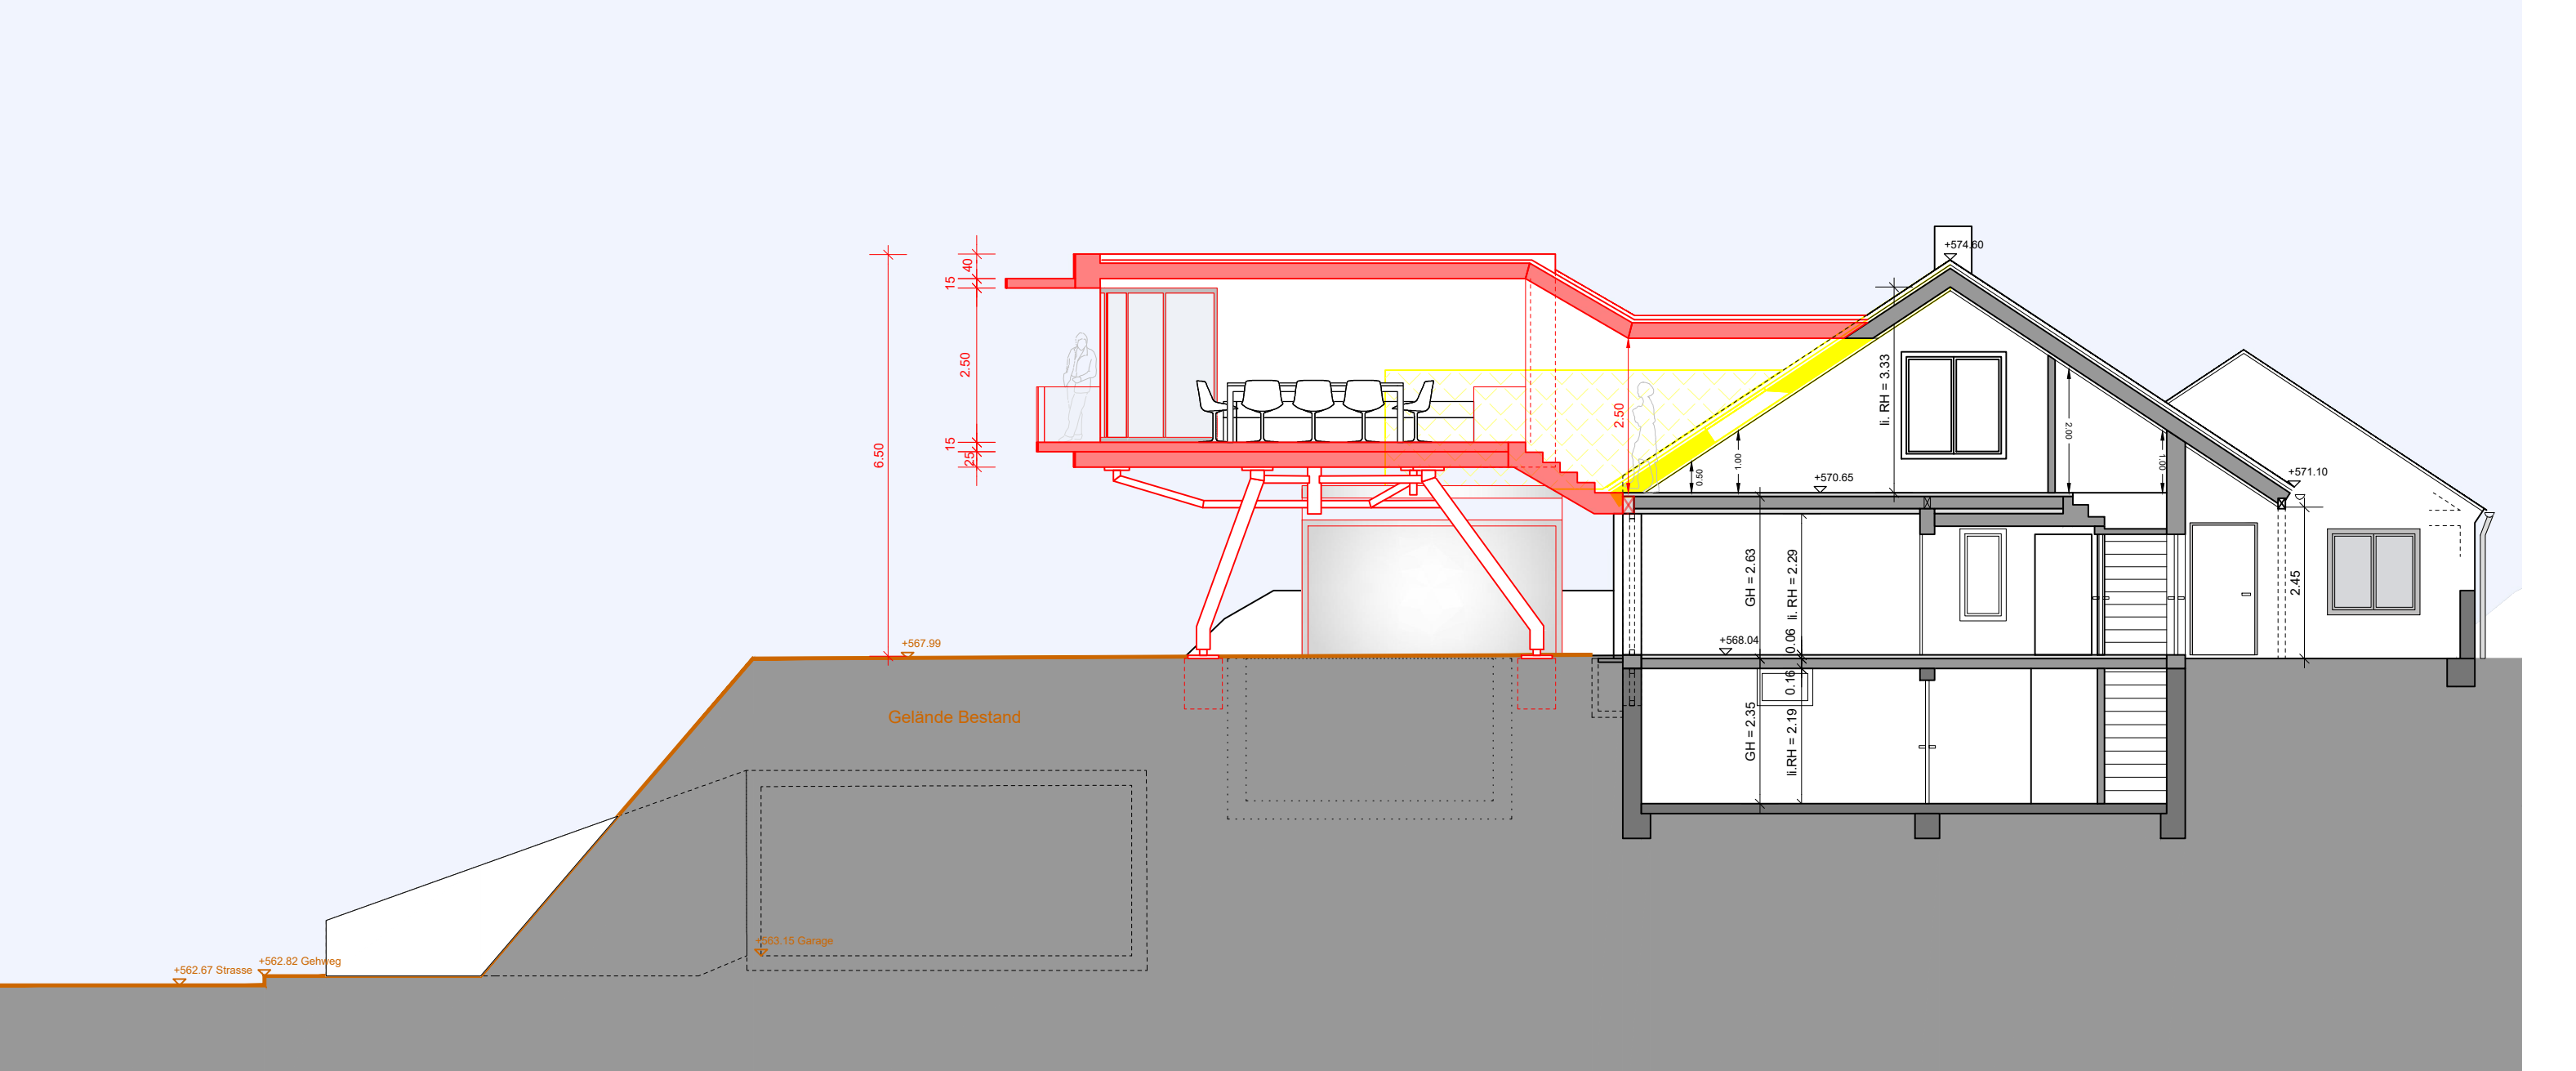 +574.60
40
15
2.50
15
25
6.50
2.50
li. RH = 3.33
2.00
1.00
1.00
0.50
+570.65
+571.10
GH = 2.63
li. RH = 2.29
0.06
2.45
+567.99
+568.04
Gelände Bestand
0.16
GH = 2.35
li.RH = 2.19
+563.15 Garage
+562.82 Gehweg
+562.67 Strasse